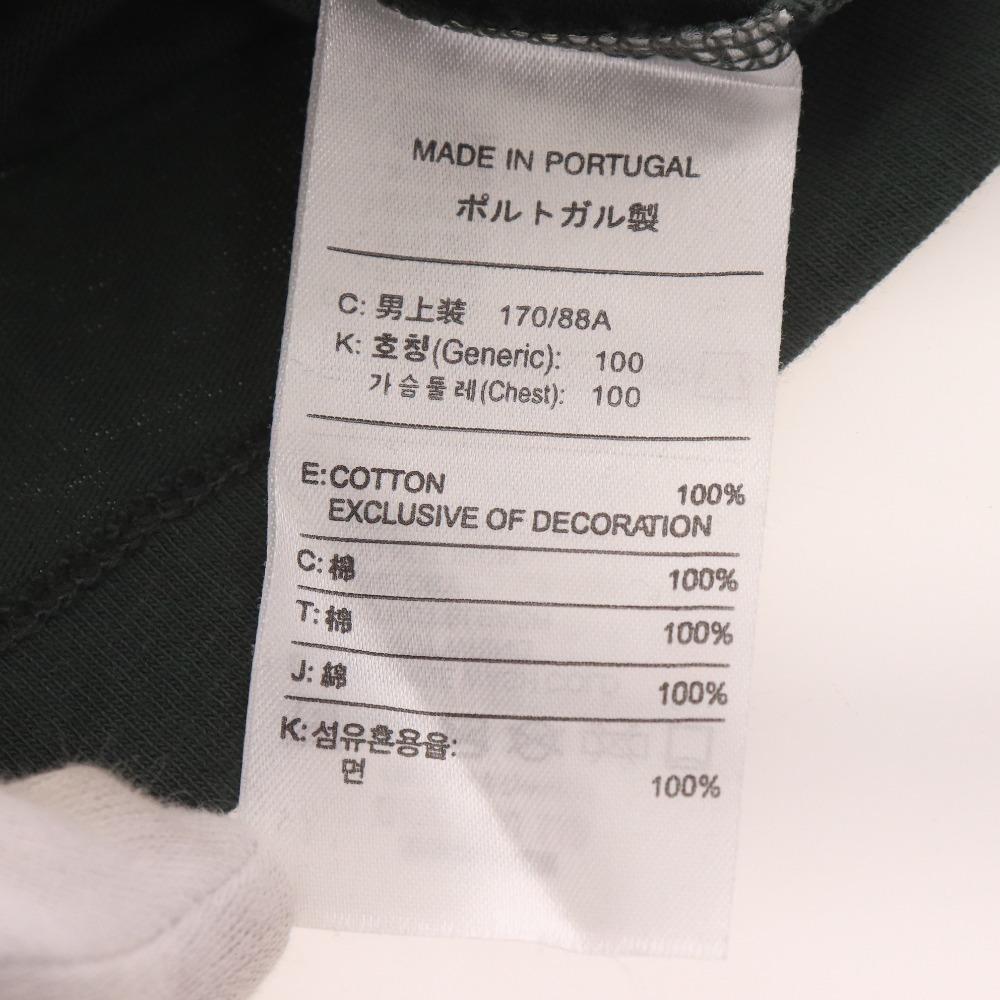 MADE IN PORTUGAL
ポルトガル製
C: 男上装 170/88A
K: 호칭(Generic): 100
가슴둘레(Chest): 100
E:COTTON 100%
EXCLUSIVE OF DECORATION
C: 棉 100%
T: 棉 100%
J: 綿 100%
K: 섬유혼용율:
면 100%